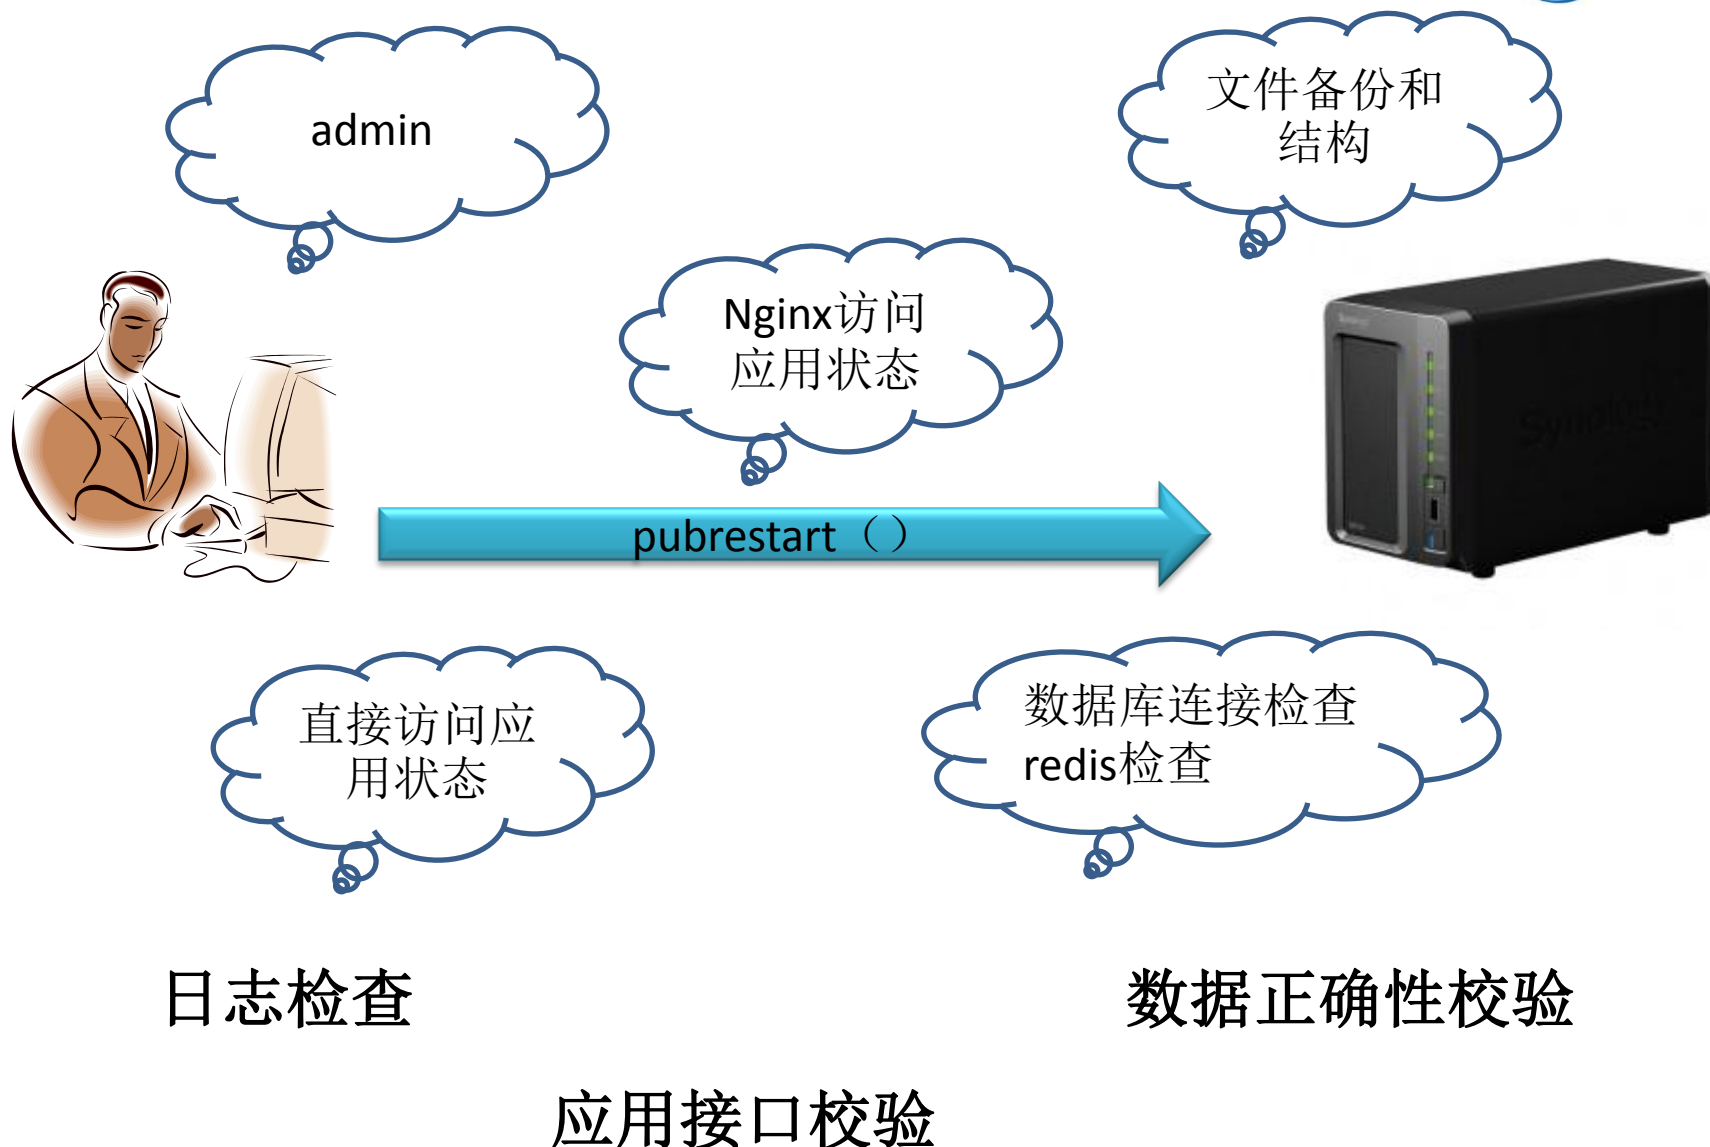 admin
文件备份和
结构
Nginx访问
应用状态
pubrestart（）
直接访问应
用状态
数据库连接检查
redis检查
日志检查
数据正确性校验
应用接口校验